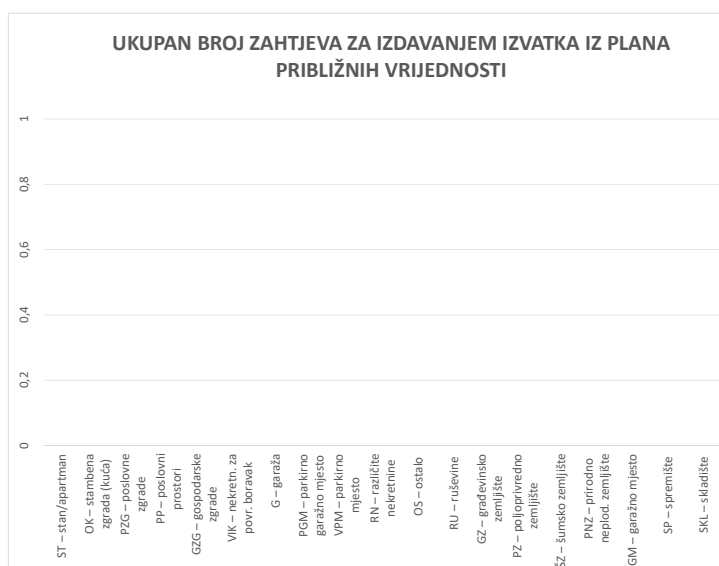 UKUPAN BROJ ZAHTJEVA ZA IZDAVANJEM IZVATKA IZ PLANA
PRIBLIŽNIH VRIJEDNOSTI
1
0,8
0,6
0,4
0,2
0
ST – stan/apartman
OK – stambena
zgrada (kuća)
PZG – poslovne
zgrade
PP – poslovni
prostori
GZG – gospodarske
zgrade
VIK – nekretn. za
povr. boravak
G – garaža
PGM – parkirno
garažno mjesto
VPM – parkirno
mjesto
RN – različite
nekretnine
OS – ostalo
RU – ruševine
GZ – građevinsko
zemljište
PZ – poljoprivredno
zemljište
ŠZ – šumsko zemljište
PNZ – prirodno
neplod. zemljište
GM – garažno mjesto
SP – spremište
SKL – skladište